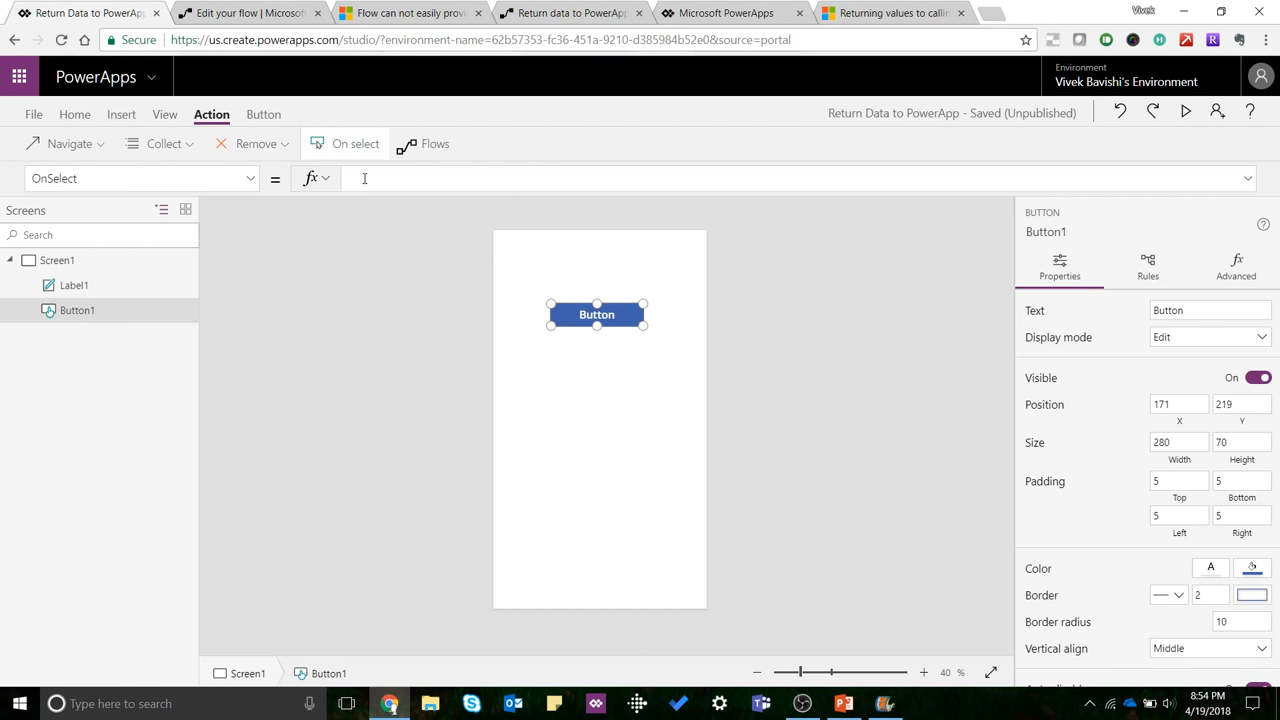 Return Data to PowerApp
Edit your flow | Microsoft
Flow can not easily provi
Return data to PowerApp
Microsoft PowerApps
Returning values to calli
Vivek
Secure
https://us.create.powerapps.com/studio/?environment-name=62b57353-fc36-451a-9210-d385984b52e0&source=portal
PowerApps
Environment
Vivek Bavishi's Environment
File
Home
Insert
View
Action
Button
Return Data to PowerApp - Saved (Unpublished)
?
Navigate
Collect
Remove
On select
Flows
OnSelect
=
fx
Screens
Search
Screen1
Label1
Button1
Button
BUTTON
Button1
?
Properties
Rules
fx
Advanced
Text
Button
Display mode
Edit
Visible
On
Position
171
219
X
Y
Size
280
70
Width
Height
Padding
5
5
Top
Bottom
5
5
Left
Right
Color
A
Border
2
Border radius
10
Vertical align
Middle
Screen1
Button1
40 %
Type here to search
8:54 PM
4/19/2018